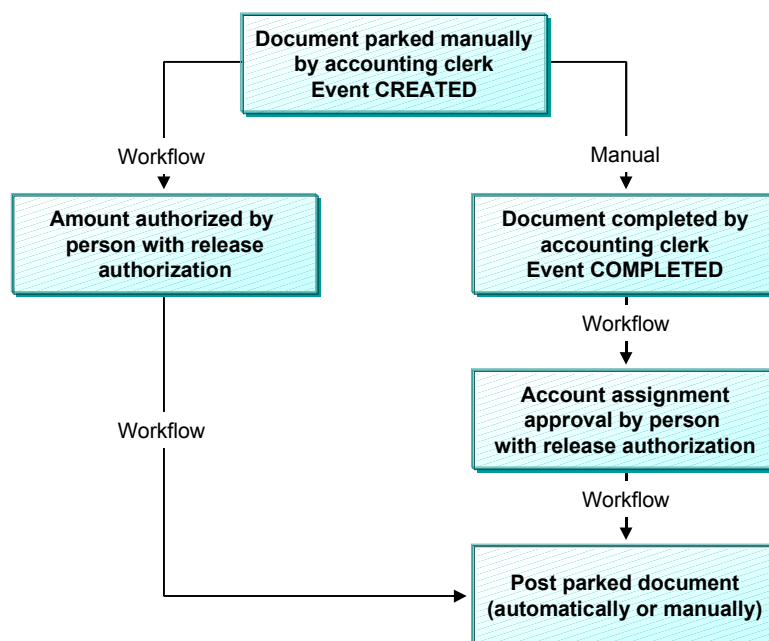 Document parked manually
by accounting clerk
Event CREATED
Workflow
Manual
Amount authorized by
person with release
authorization
Document completed by
accounting clerk
Event COMPLETED
Workflow
Account assignment
approval by person
with release authorization
Workflow
Workflow
Post parked document
(automatically or manually)